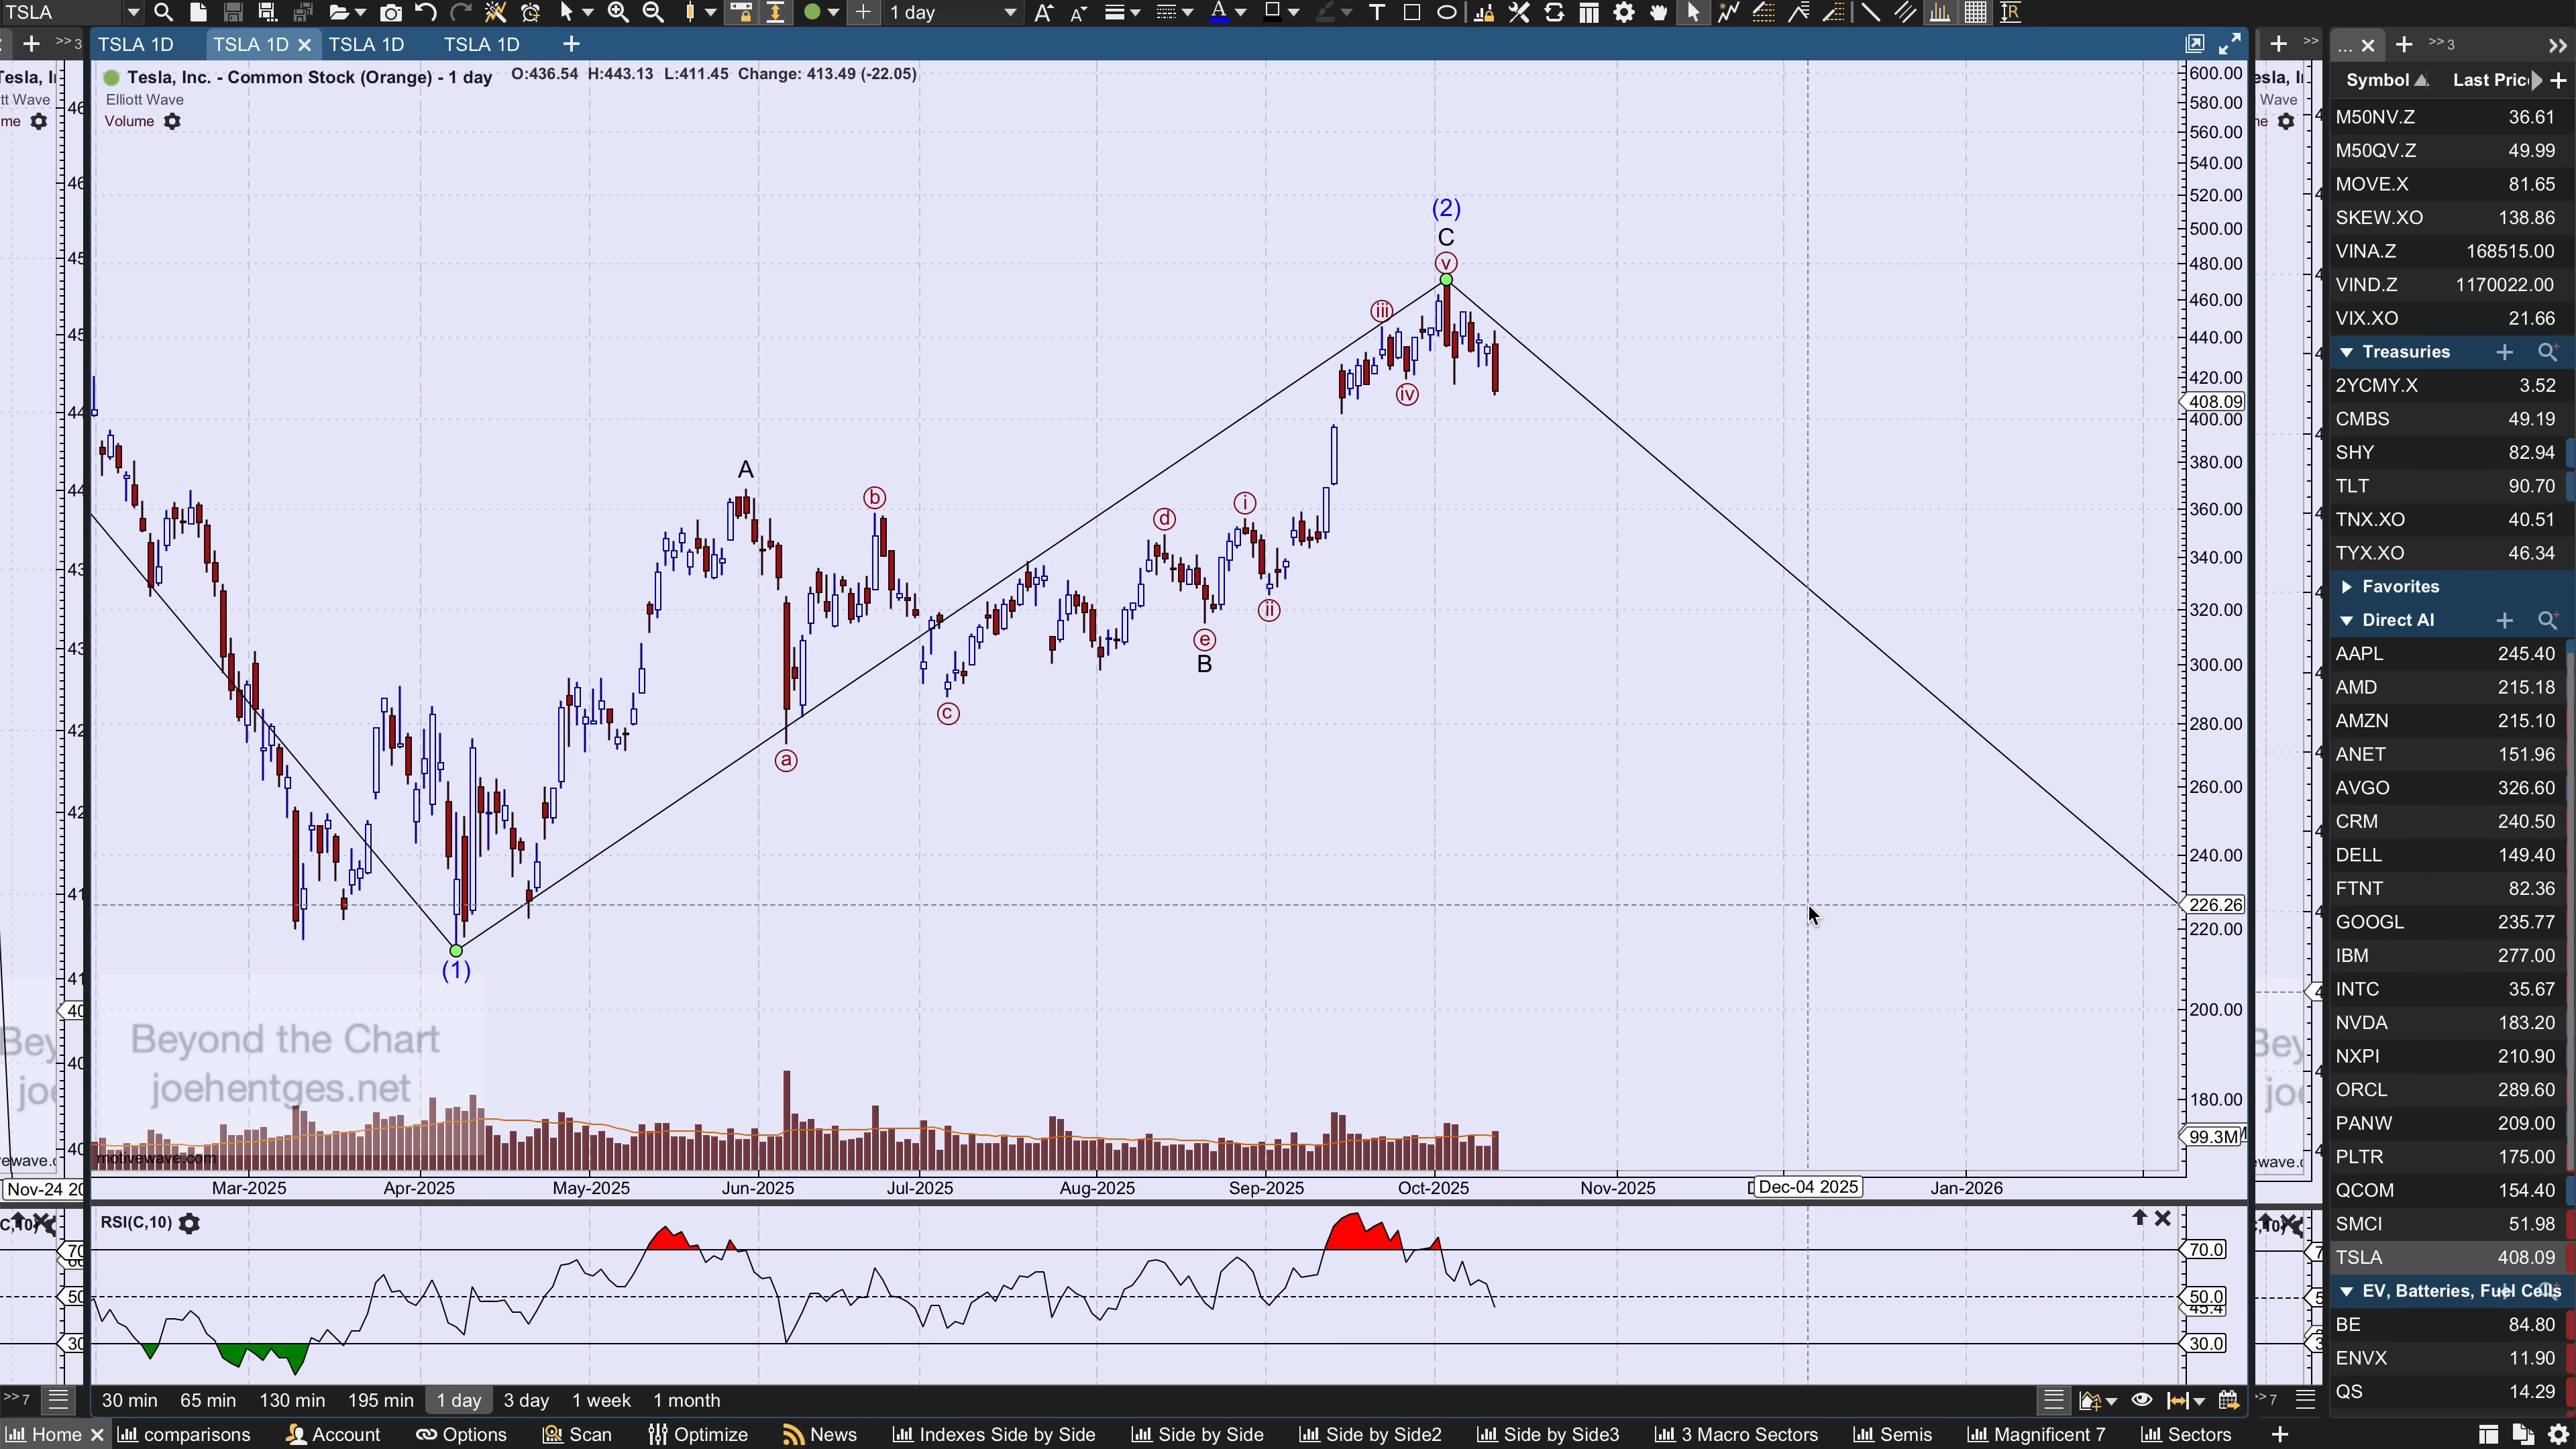 TSLA
1 day
TSLA 1D
TSLA 1D
TSLA 1D
TSLA 1D
Tesla, Inc. - Common Stock (Orange) - 1 day O:436.54 H:443.13 L:411.45 Change: 413.49 (-22.05)
Elliott Wave
Volume
(2)
C
v
iii
iv
A
b
d
i
ii
e
B
c
a
(1)
600.00
580.00
560.00
540.00
520.00
500.00
480.00
460.00
440.00
420.00
408.09
400.00
380.00
360.00
340.00
320.00
300.00
280.00
260.00
240.00
226.26
220.00
200.00
180.00
99.3M
Beyond the Chart
joehentges.net
motivewave.com
Mar-2025 Apr-2025 May-2025 Jun-2025 Jul-2025 Aug-2025 Sep-2025 Oct-2025 Nov-2025 Dec-04 2025 Jan-2026
RSI(C,10)
70.0
50.0
45.4
30.0
30 min 65 min 130 min 195 min 1 day 3 day 1 week 1 month
Home comparisons Account Options Scan Optimize News Indexes Side by Side Side by Side Side by Side2 Side by Side3 3 Macro Sectors Semis Magnificent 7 Sectors
Symbol Last Pric
M50NV.Z 36.61
M50QV.Z 49.99
MOVE.X 81.65
SKEW.XO 138.86
VINA.Z 168515.00
VIND.Z 1170022.00
VIX.XO 21.66
Treasuries
2YCMY.X 3.52
CMBS 49.19
SHY 82.94
TLT 90.70
TNX.XO 40.51
TYX.XO 46.34
Favorites
Direct AI
AAPL 245.40
AMD 215.18
AMZN 215.10
ANET 151.96
AVGO 326.60
CRM 240.50
DELL 149.40
FTNT 82.36
GOOGL 235.77
IBM 277.00
INTC 35.67
NVDA 183.20
NXPI 210.90
ORCL 289.60
PANW 209.00
PLTR 175.00
QCOM 154.40
SMCI 51.98
TSLA 408.09
EV, Batteries, Fuel Cells
BE 84.80
ENVX 11.90
QS 14.29